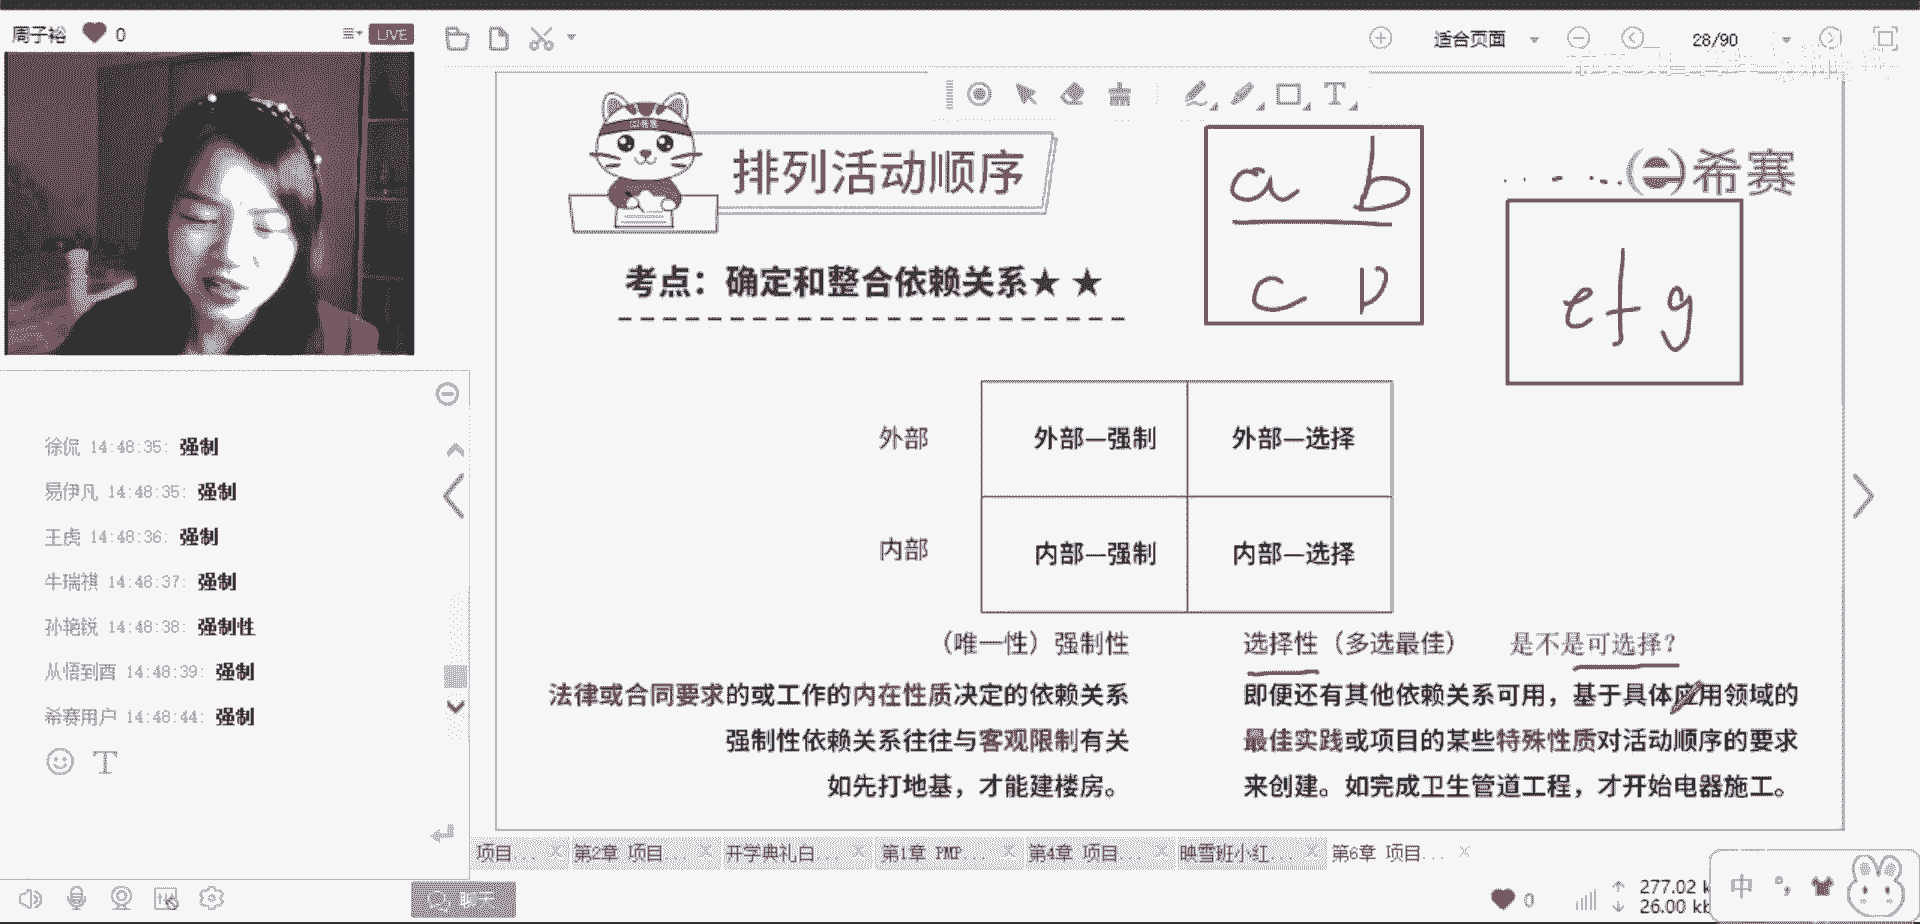 周子裕 0
LIVE
适合页面
28/90
排列活动顺序
T
a b
c D
希赛
e f g
考点：确定和整合依赖关系★ ★
外部
外部—强制
外部—选择
内部
内部—强制
内部—选择
（唯一性）强制性
选择性（多选最佳）
是不是可选择？
法律或合同要求的或工作的内在性质决定的依赖关系
强制性依赖关系往往与客观限制有关
如先打地基，才能建楼房。
即便还有其他依赖关系可用，基于具体应用领域的
最佳实践或项目的某些特殊性质对活动顺序的要求
来创建。如完成卫生管道工程，才开始电器施工。
徐侃 14:48:35: 强制
易伊凡 14:48:35: 强制
王虎 14:48:36: 强制
牛瑞祺 14:48:37: 强制
孙艳锐 14:48:38: 强制性
从悟到酉 14:48:39: 强制
希赛用户 14:48:44: 强制
T
项目...
第2章 项目...
开学典礼白...
第1章 PMP...
第4章 项目...
映雪班小红...
第6章 项目...
0
277.02 k
26.00 kb
中